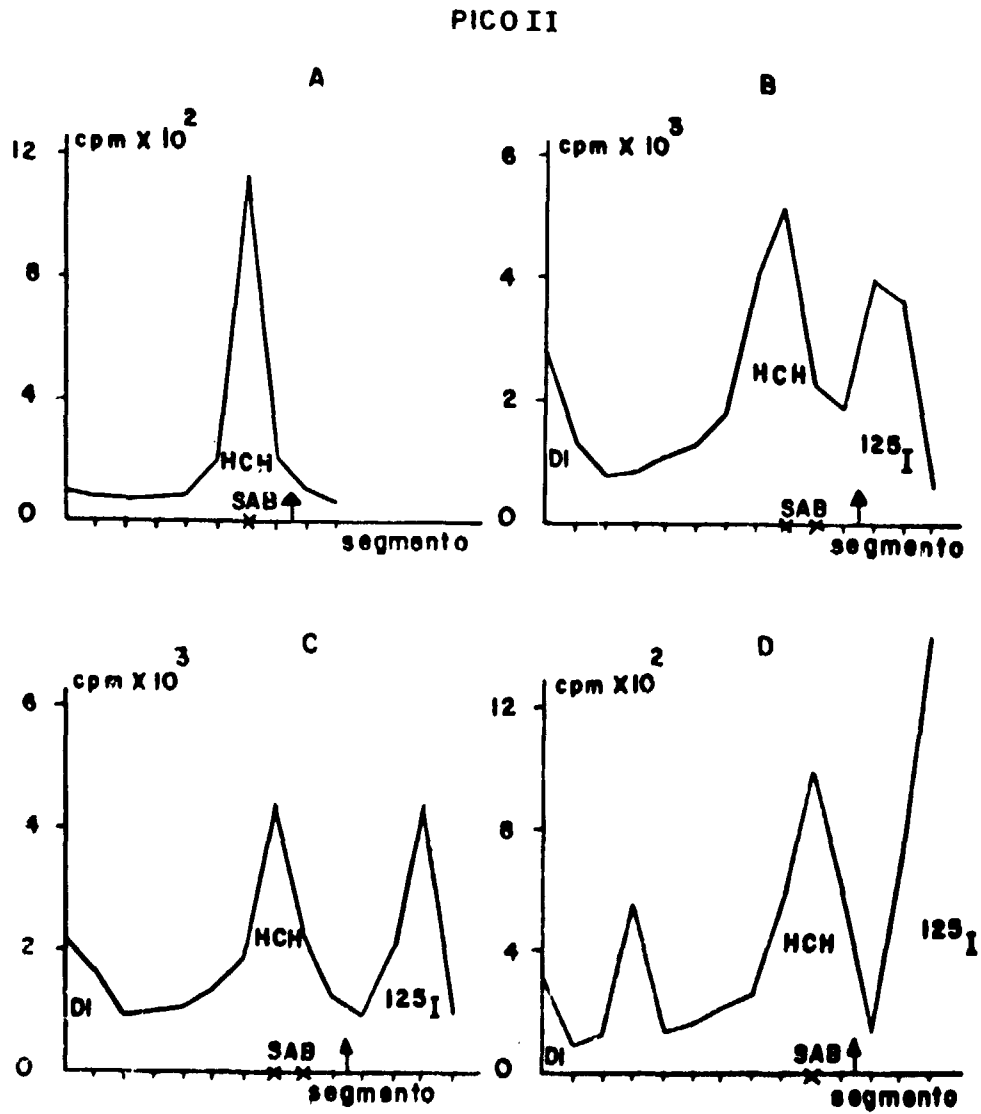 PICO II
A
cpm X 10²
12
8
4
0
HCH
SAB
segmento
B
cpm X 10³
6
4
2
0
DI
HCH
125I
SAB
segmento
C
cpm X 10³
6
4
2
0
DI
HCH
125I
SAB
segmento
D
cpm X 10²
12
8
4
0
DI
HCH
125I
SAB
segmento